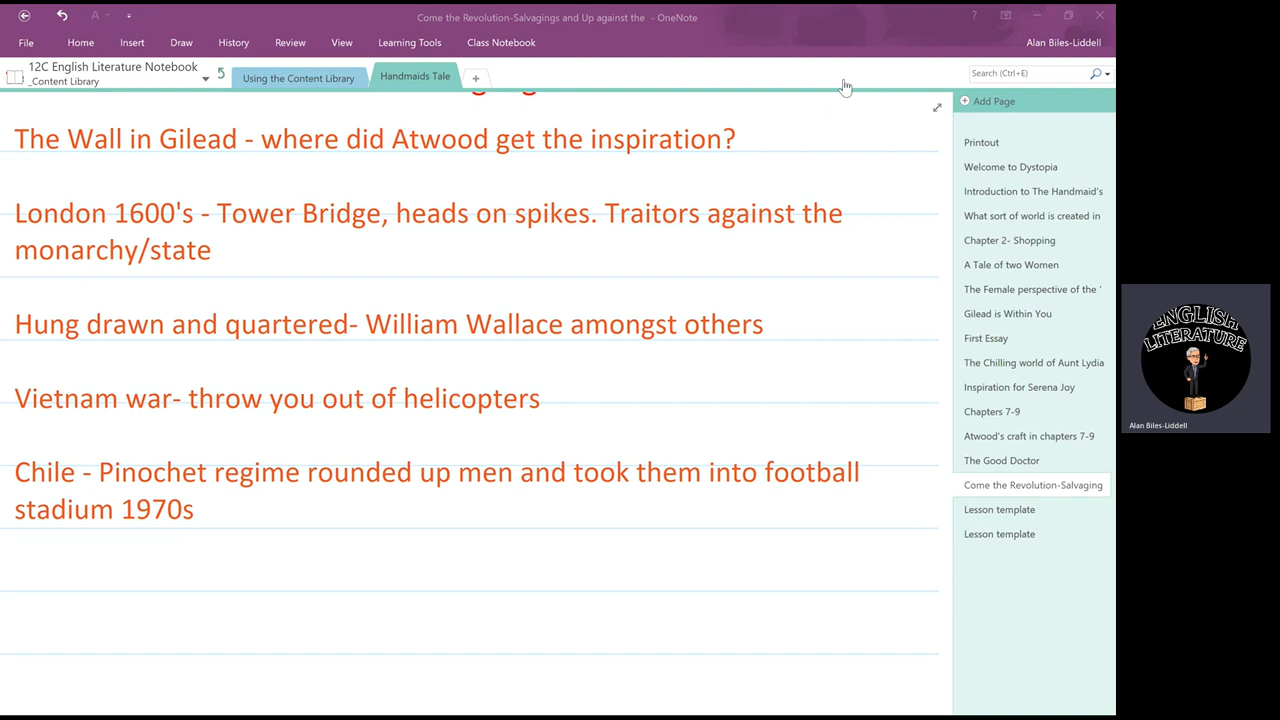 Come the Revolution-Salvagings and Up against the - OneNote
File Home Insert Draw History Review View Learning Tools Class Notebook
Alan Biles-Liddell
12C English Literature Notebook
_Content Library
Using the Content Library
Handmaids Tale
Search (Ctrl+E)
Add Page
The Wall in Gilead - where did Atwood get the inspiration?
London 1600's - Tower Bridge, heads on spikes. Traitors against the
monarchy/state
Hung drawn and quartered- William Wallace amongst others
Vietnam war- throw you out of helicopters
Chile - Pinochet regime rounded up men and took them into football
stadium 1970s
Printout
Welcome to Dystopia
Introduction to The Handmaid's
What sort of world is created in
Chapter 2- Shopping
A Tale of two Women
The Female perspective of the '
Gilead is Within You
First Essay
The Chilling world of Aunt Lydia
Inspiration for Serena Joy
Chapters 7-9
Atwood's craft in chapters 7-9
The Good Doctor
Come the Revolution-Salvaging
Lesson template
Lesson template
ENGLISH
LITERATURE
Alan Biles-Liddell